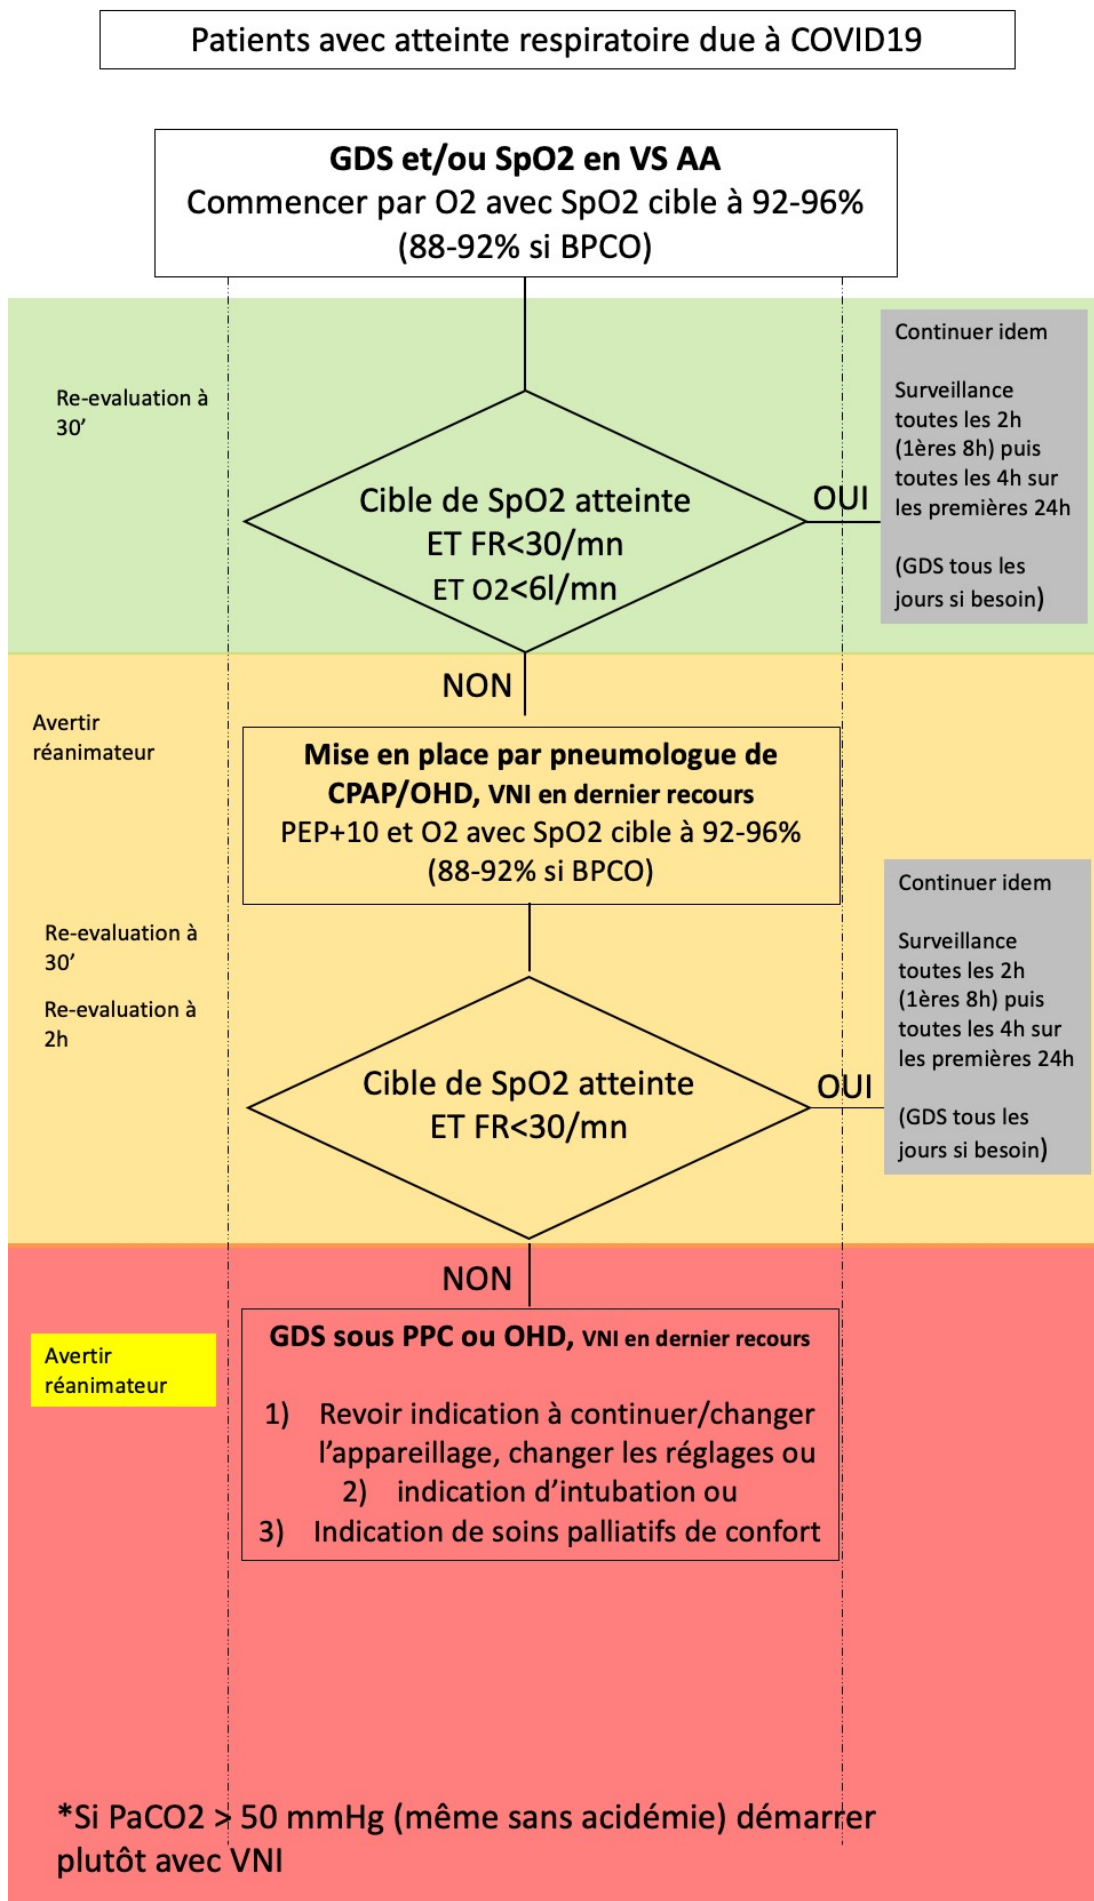 Patients avec atteinte respiratoire due à COVID19
GDS et/ou SpO2 en VS AA
Commencer par O2 avec SpO2 cible à 92-96%
(88-92% si BPCO)
Re-evaluation à
30’
Cible de SpO2 atteinte
ET FR<30/mn
ET O2<6l/mn
OUI
Continuer idem
Surveillance
toutes les 2h
(1ères 8h) puis
toutes les 4h sur
les premières 24h
(GDS tous les
jours si besoin)
NON
Avertir
réanimateur
Mise en place par pneumologue de
CPAP/OHD, VNI en dernier recours
PEP+10 et O2 avec SpO2 cible à 92-96%
(88-92% si BPCO)
Re-evaluation à
30’
Re-evaluation à
2h
Cible de SpO2 atteinte
ET FR<30/mn
OUI
Continuer idem
Surveillance
toutes les 2h
(1ères 8h) puis
toutes les 4h sur
les premières 24h
(GDS tous les
jours si besoin)
NON
Avertir
réanimateur
GDS sous PPC ou OHD, VNI en dernier recours
1) Revoir indication à continuer/changer
l’appareillage, changer les réglages ou
2) indication d’intubation ou
3) Indication de soins palliatifs de confort
*Si PaCO2 > 50 mmHg (même sans acidémie) démarrer
plutôt avec VNI